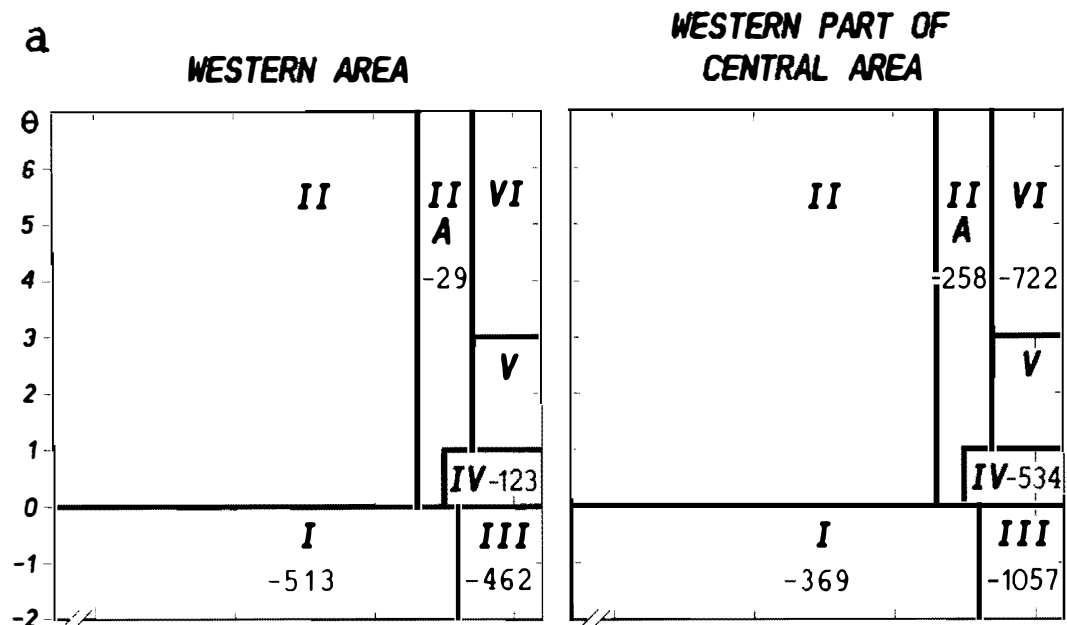 a
WESTERN AREA
WESTERN PART OF
CENTRAL AREA
θ
6
5
4
3
2
1
0
-1
-2
II
II
A
VI
-29
V
IV-123
I
III
-513
-462
II
II
A
VI
-258
-722
V
IV-534
I
III
-369
-1057